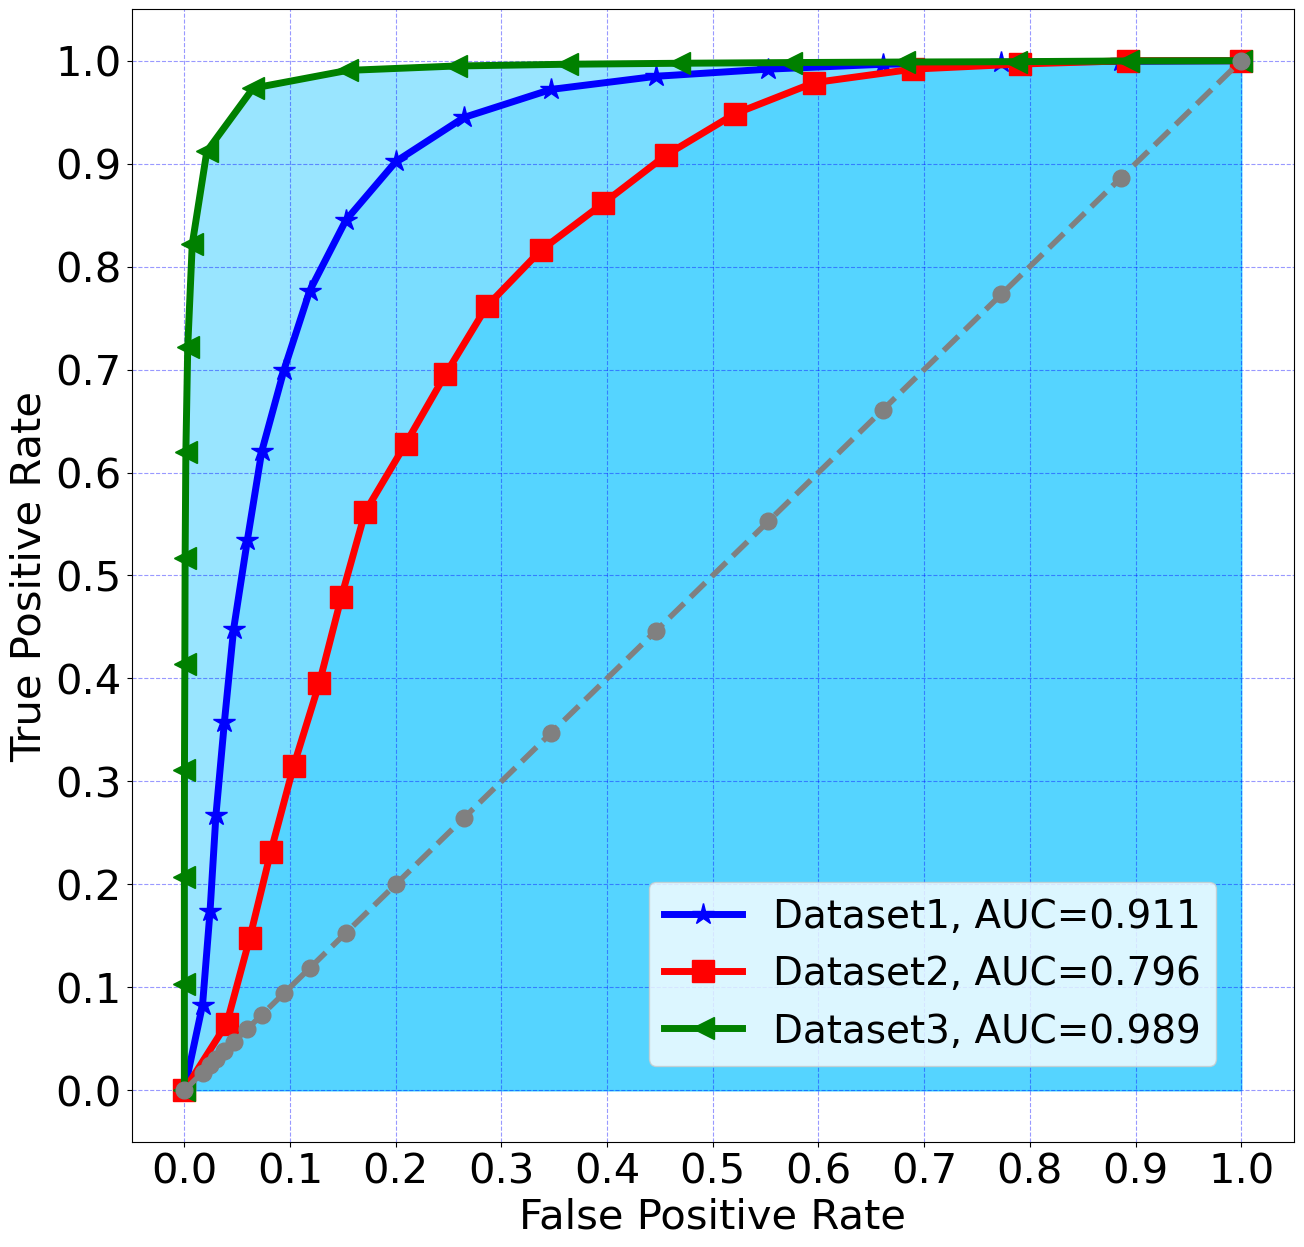 1.0
0.9
0.8
0.7
0.6
0.5
0.4
0.3
0.2
0.1
0.0
True Positive Rate
Dataset1, AUC=0.911
Dataset2, AUC=0.796
Dataset3, AUC=0.989
0.0 0.1 0.2 0.3 0.4 0.5 0.6 0.7 0.8 0.9 1.0
False Positive Rate